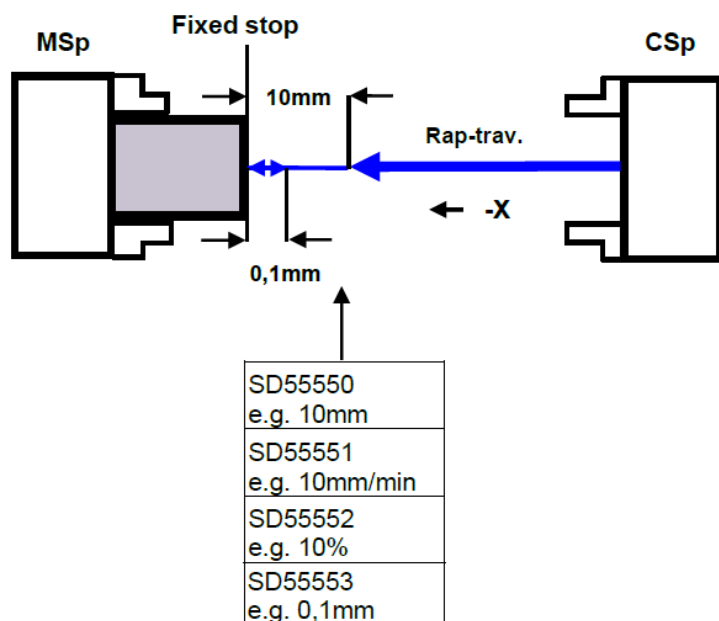 Fixed stop
MSp
CSp
10mm
Rap-trav.
-X
0,1mm
SD55550
e.g. 10mm
SD55551
e.g. 10mm/min
SD55552
e.g. 10%
SD55553
e.g. 0,1mm